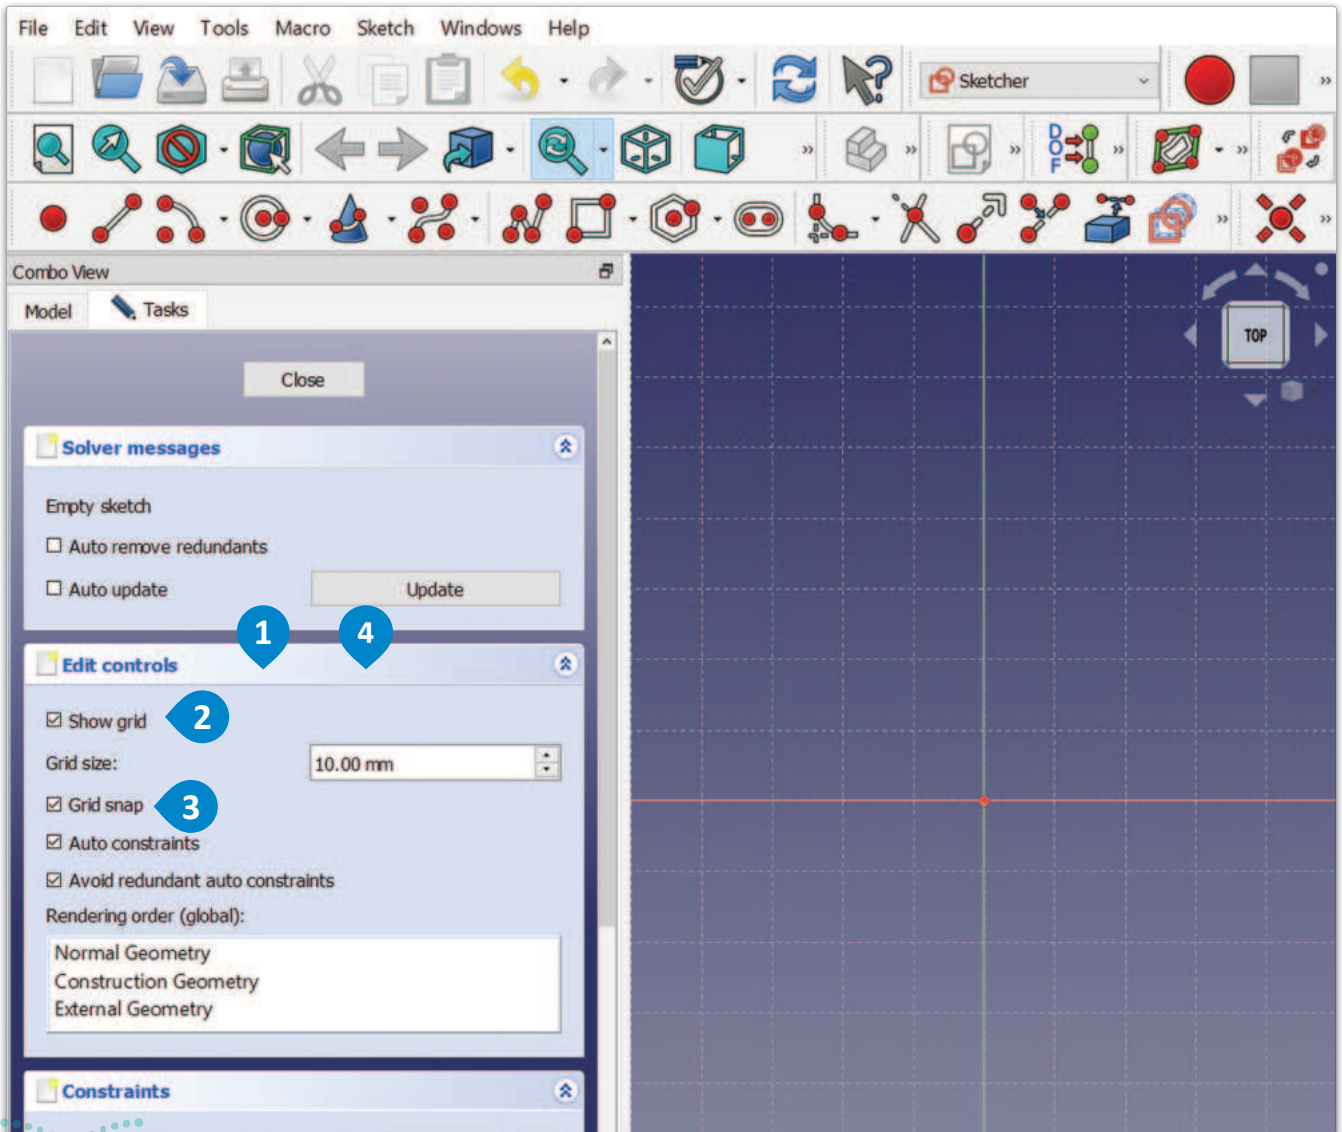 File Edit View Tools Macro Sketch Windows Help
Sketcher
D
O
F
Combo View
Model Tasks
TOP
Close
Solver messages
Empty sketch
Auto remove redundants
Auto update Update
1 4
Edit controls
Show grid 2
Grid size: 10.00 mm
Grid snap 3
Auto constraints
Avoid redundant auto constraints
Rendering order (global):
Normal Geometry
Construction Geometry
External Geometry
Constraints